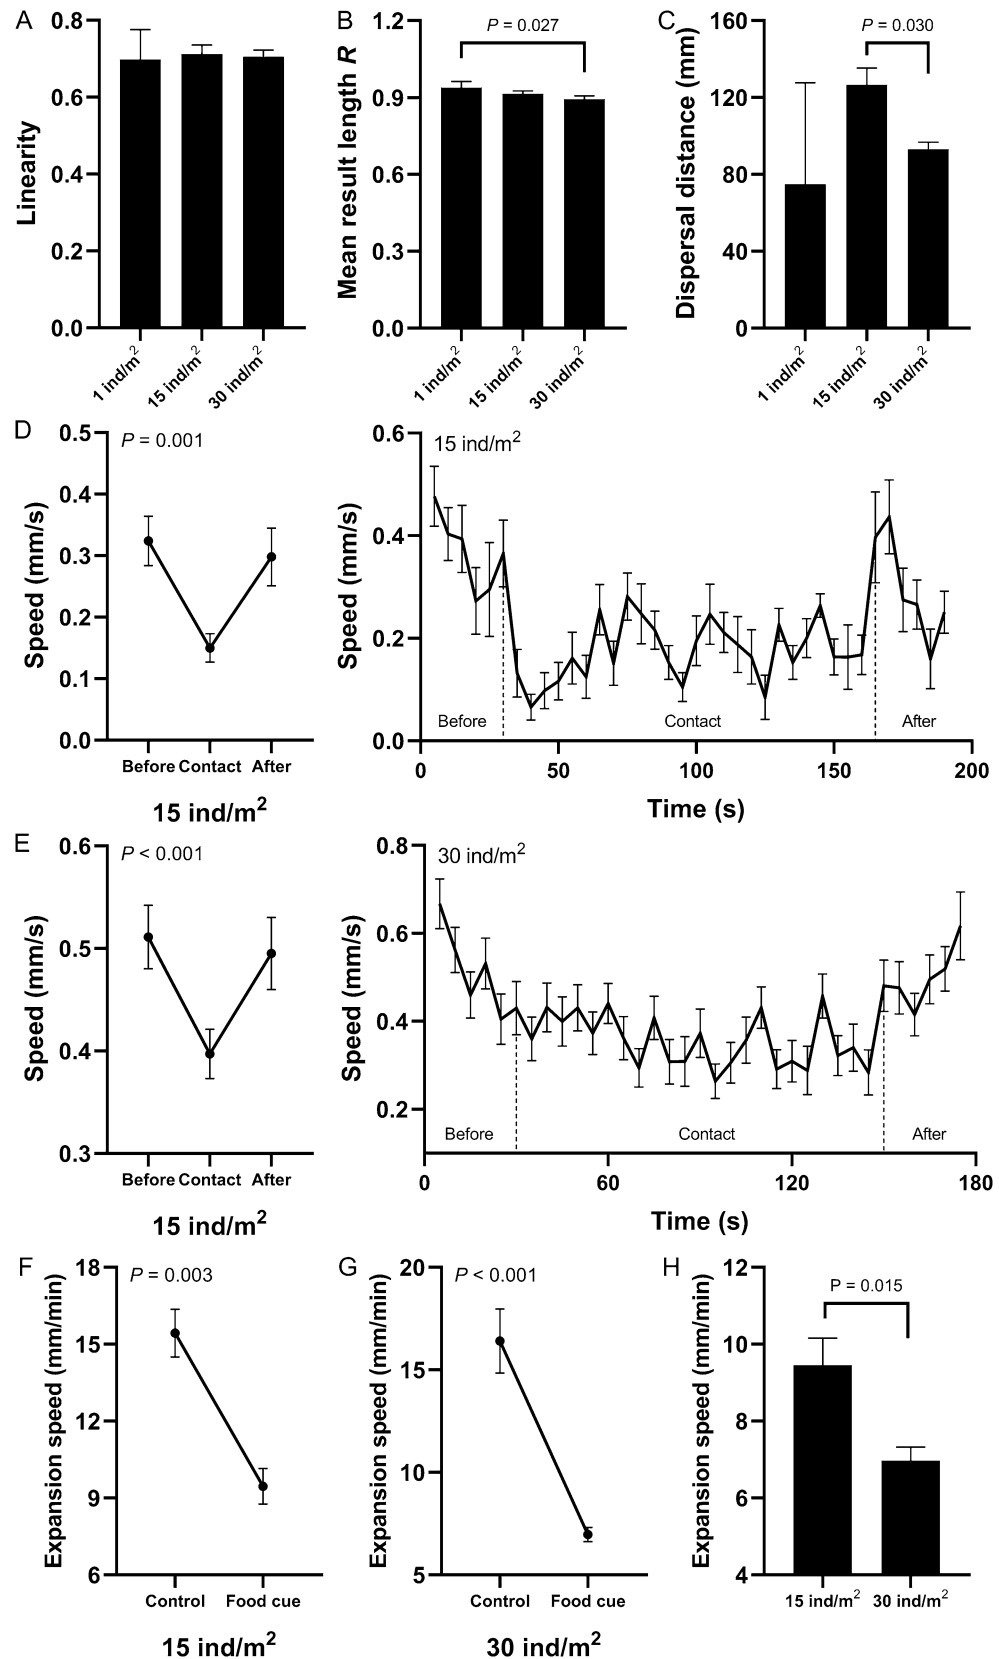 A
Linearity
0.8
0.6
0.4
0.2
0.0
1 ind/m²
15 ind/m²
30 ind/m²
B
Mean result length R
1.2
0.9
0.6
0.3
0.0
P = 0.027
1 ind/m²
15 ind/m²
30 ind/m²
C
Dispersal distance (mm)
160
120
80
40
0
P = 0.030
1 ind/m²
15 ind/m²
30 ind/m²
D
Speed (mm/s)
0.5
0.4
0.3
0.2
0.1
0.0
P = 0.001
Before Contact After
15 ind/m²
Speed (mm/s)
0.6
0.4
0.2
0.0
15 ind/m²
Before Contact After
0 50 100 150 200
Time (s)
E
Speed (mm/s)
0.6
0.5
0.4
0.3
P < 0.001
Before Contact After
15 ind/m²
Speed (mm/s)
0.8
0.6
0.4
0.2
30 ind/m²
Before Contact After
0 60 120 180
Time (s)
F
Expansion speed (mm/min)
18
15
12
9
6
P = 0.003
Control Food cue
15 ind/m²
G
Expansion speed (mm/min)
20
15
10
5
P < 0.001
Control Food cue
30 ind/m²
H
Expansion speed (mm/min)
12
10
8
6
4
P = 0.015
15 ind/m² 30 ind/m²